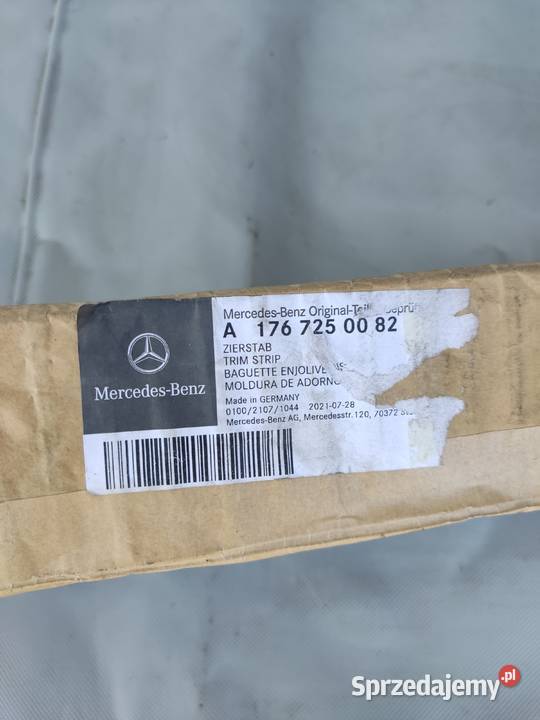 Mercedes-Benz Original-Teil
A 176 725 00 82
ZIERSTAB
TRIM STRIP
BAGUETTE
MOLDURA DE ADORNO
Made in GERMANY
0100/2107/1044 2021-07-28
Mercedes-Benz AG, Mercedesstr. 120, 70372
Mercedes-Benz
Sprzedajemy.pl